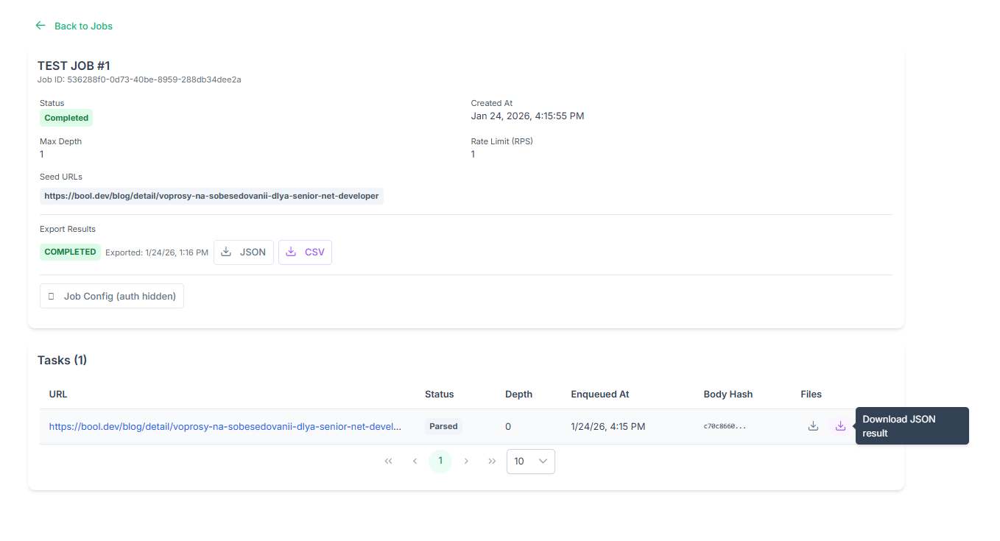 Back to Jobs
TEST JOB #1
Job ID: 536288f0-0d73-40be-8959-288db34dee2a
Status
Completed
Created At
Jan 24, 2026, 4:15:55 PM
Max Depth
1
Rate Limit (RPS)
1
Seed URLs
https://bool.dev/blog/detail/voprosy-na-sobesedovanii-dlya-senior-net-developer
Export Results
COMPLETED Exported: 1/24/26, 1:16 PM JSON CSV
Job Config (auth hidden)
Tasks (1)
URL Status Depth Enqueued At Body Hash Files
https://bool.dev/blog/detail/voprosy-na-sobesedovanii-dlya-senior-net-devel... Parsed 0 1/24/26, 4:15 PM c70c8660...
Download JSON
result
1 10